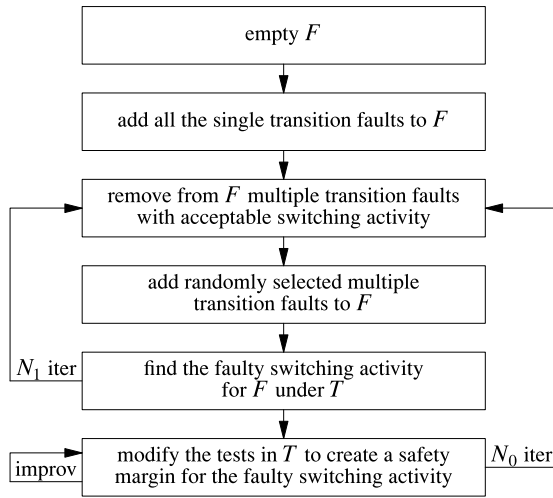 empty F
add all the single transition faults to F
remove from F multiple transition faults
with acceptable switching activity
add randomly selected multiple
transition faults to F
N₁ iter
find the faulty switching activity
for F under T
improv
modify the tests in T to create a safety
margin for the faulty switching activity
N₀ iter